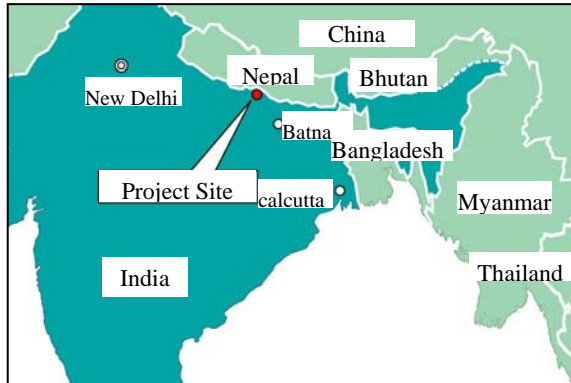 China
Nepal
Bhutan
New Delhi
Batna
Bangladesh
Project Site
calcutta
Myanmar
Thailand
India